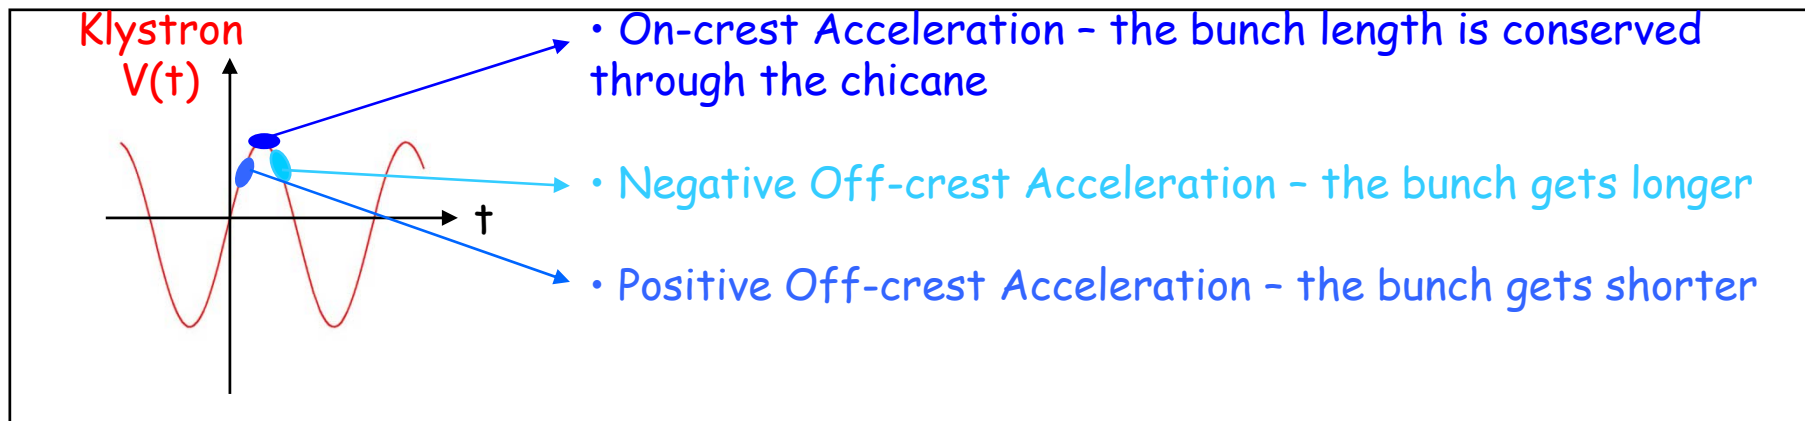 Klystron
V(t)
t
• On-crest Acceleration – the bunch length is conserved
through the chicane
• Negative Off-crest Acceleration – the bunch gets longer
• Positive Off-crest Acceleration – the bunch gets shorter